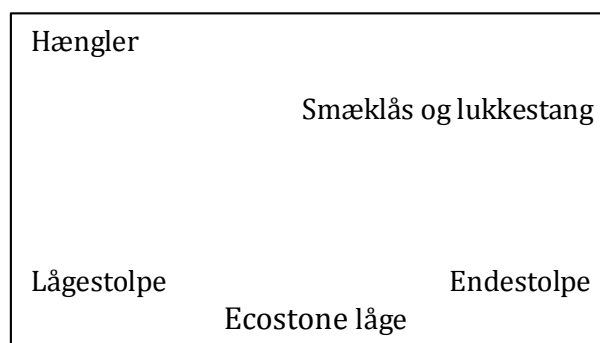 Hængler
Smæklås og lukkestang
Lågestolpe Endestolpe
Ecostone låge